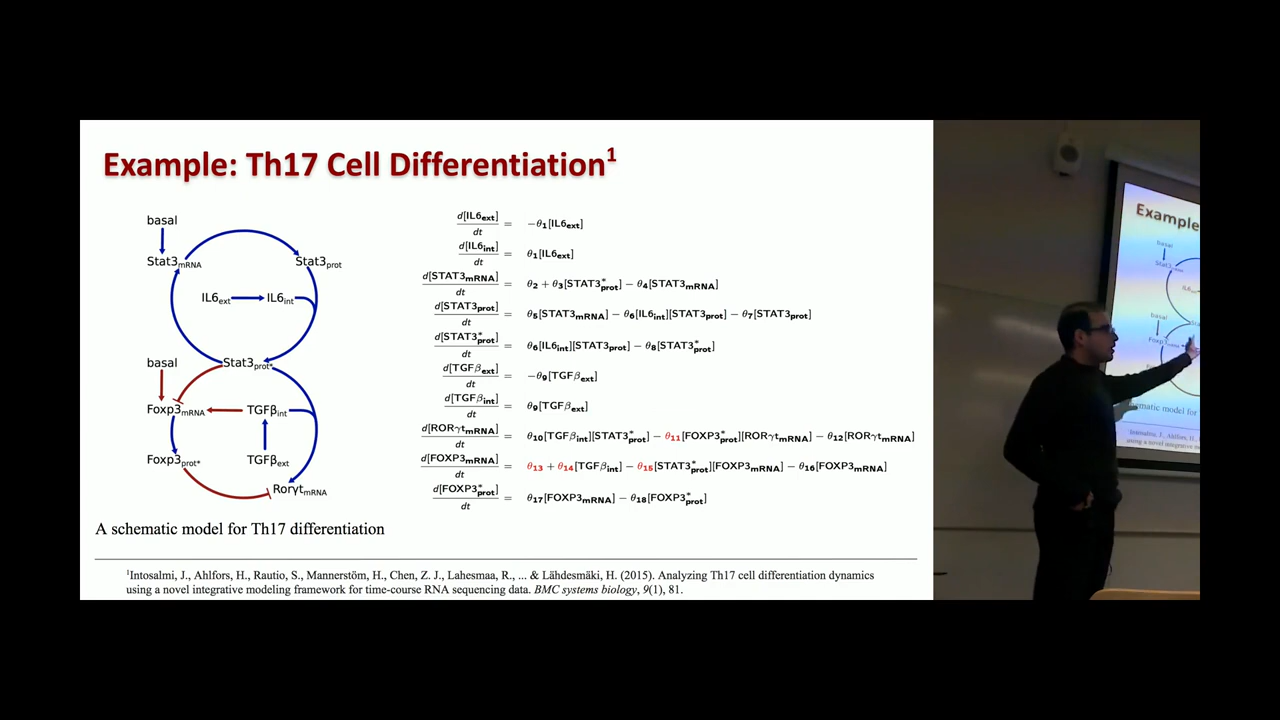 Example: Th17 Cell Differentiation¹
basal
Stat3mRNA
Stat3prot
IL6ext
IL6int
basal
Stat3prot*
Foxp3mRNA
TGFβint
Foxp3prot*
TGFβext
RorγtmRNA
d[IL6ext]/dt = −θ1[IL6ext]
d[IL6int]/dt = θ1[IL6ext]
d[STAT3mRNA]/dt = θ2 + θ3[STAT3*prot] − θ4[STAT3mRNA]
d[STAT3prot]/dt = θ5[STAT3mRNA] − θ6[IL6int][STAT3prot] − θ7[STAT3prot]
d[STAT3*prot]/dt = θ6[IL6int][STAT3prot] − θ8[STAT3*prot]
d[TGFβext]/dt = −θ9[TGFβext]
d[TGFβint]/dt = θ9[TGFβext]
d[RORγtmRNA]/dt = θ10[TGFβint][STAT3*prot] − θ11[FOXP3*prot][RORγtmRNA] − θ12[RORγtmRNA]
d[FOXP3mRNA]/dt = θ13 + θ14[TGFβint] − θ15[STAT3*prot][FOXP3mRNA] − θ16[FOXP3mRNA]
d[FOXP3*prot]/dt = θ17[FOXP3mRNA] − θ18[FOXP3*prot]
A schematic model for Th17 differentiation
¹Intosalmi, J., Ahlfors, H., Rautio, S., Mannerstöm, H., Chen, Z. J., Lahesmaa, R., ... & Lähdesmäki, H. (2015). Analyzing Th17 cell differentiation dynamics
using a novel integrative modeling framework for time-course RNA sequencing data. BMC systems biology, 9(1), 81.
Example
basal
basal
matic model for